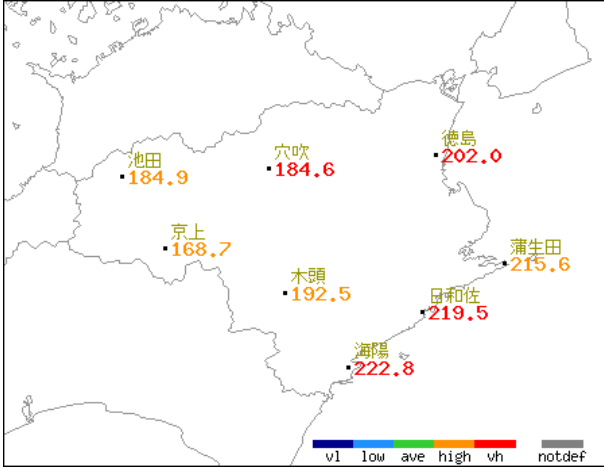 徳島
202.0
穴吹
184.6
池田
184.9
京上
168.7
蒲生田
215.6
木頭
192.5
日和佐
219.5
海陽
222.8
vl low ave high vh notdef